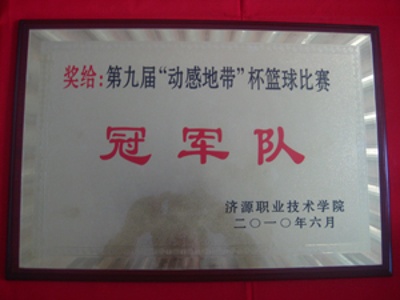 奖给:第九届“动感地带”杯篮球比赛
冠军队
济源职业技术学院
二〇一〇年六月